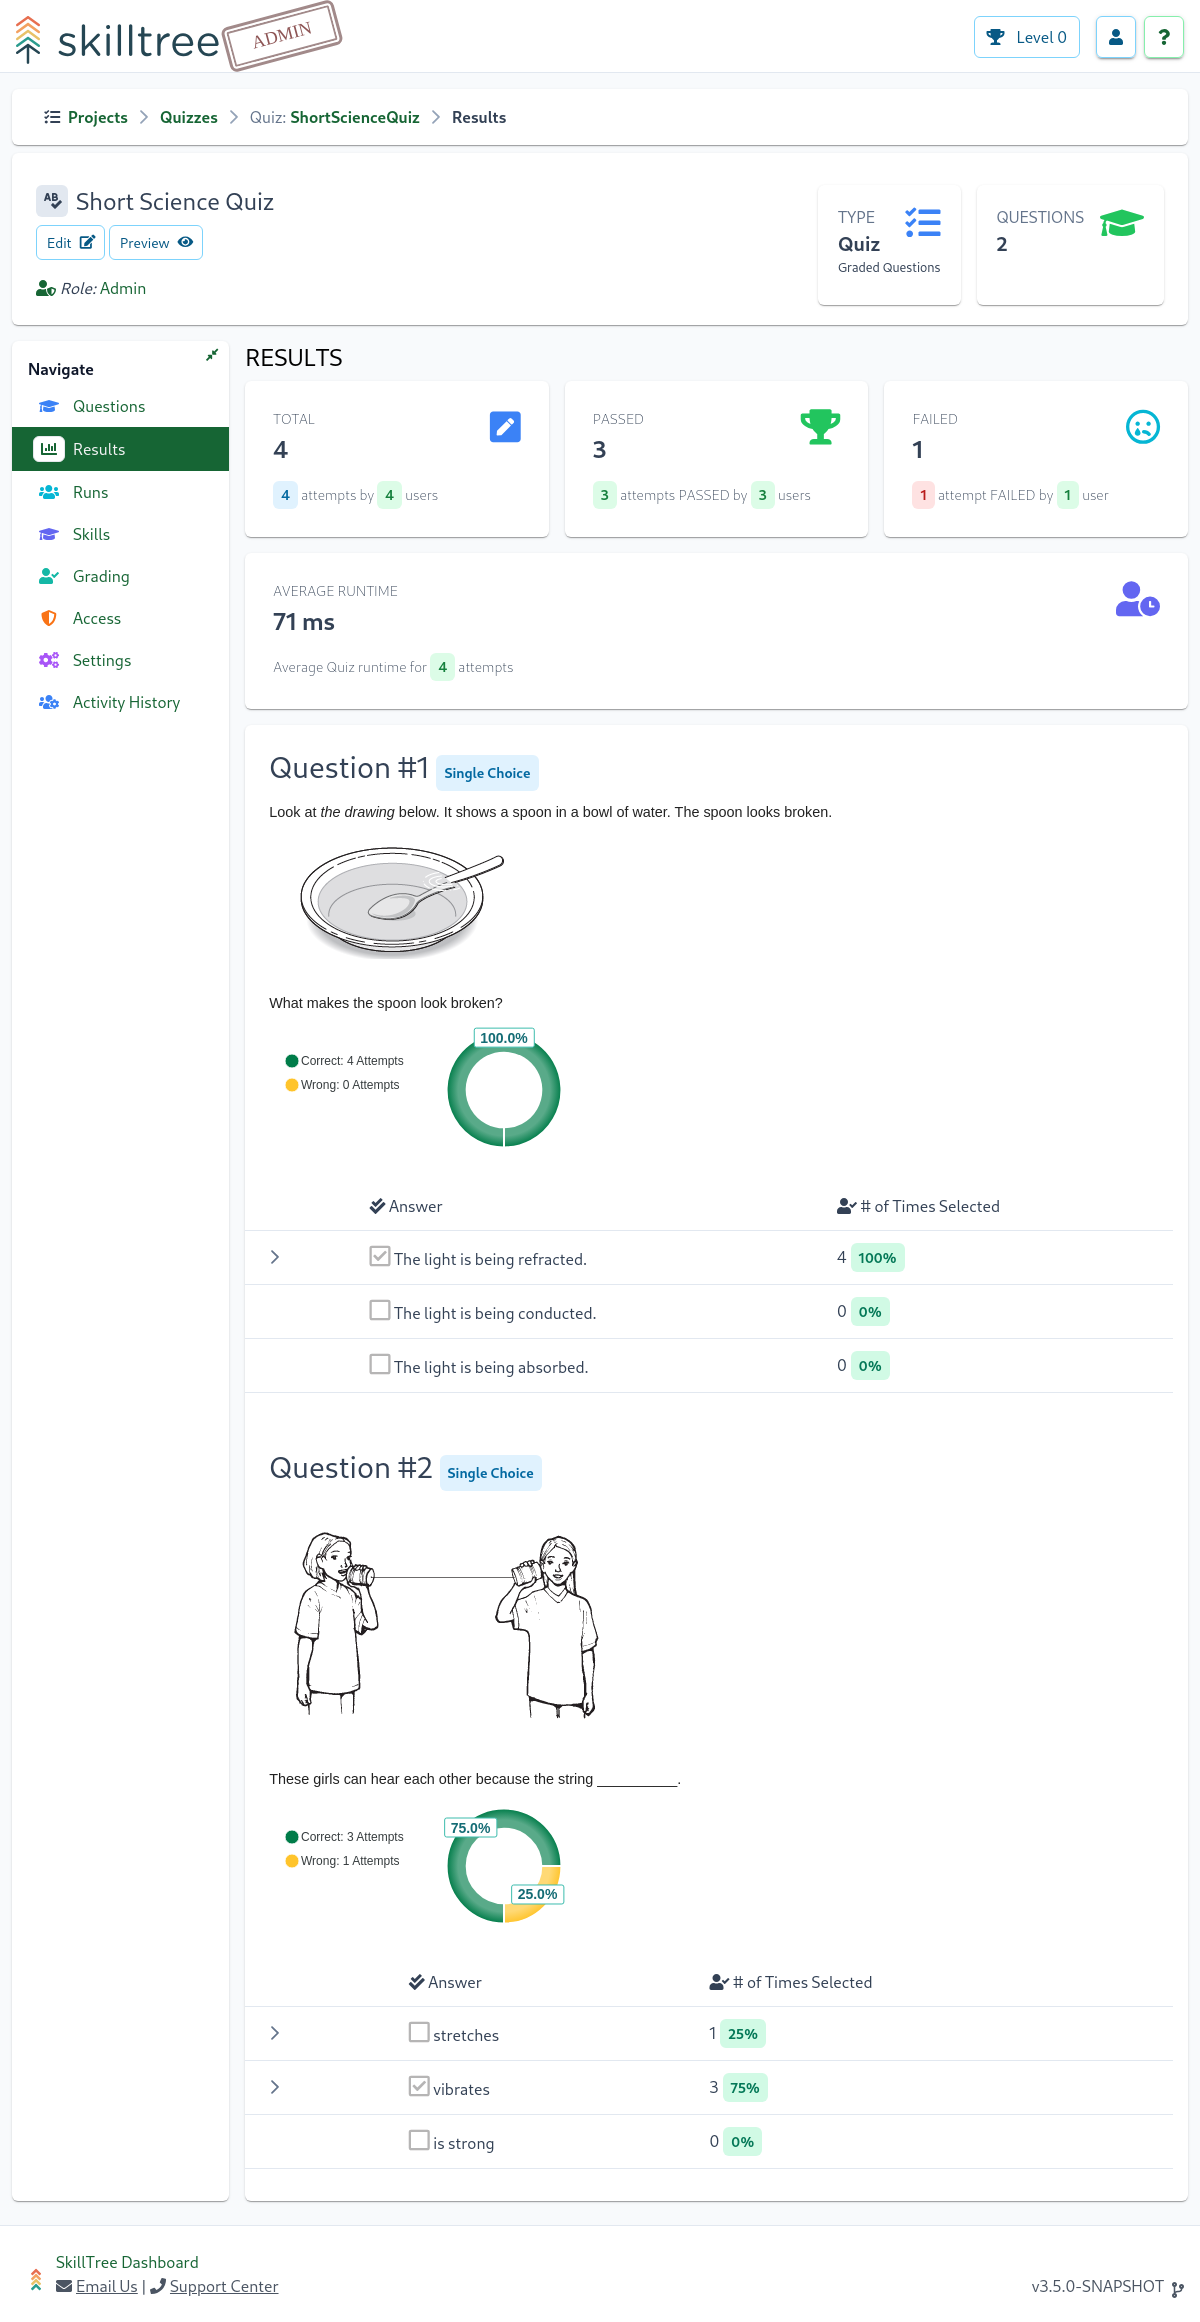 skilltree ADMIN
Level 0
Projects > Quizzes > Quiz: ShortScienceQuiz > Results
Short Science Quiz
Edit
Preview
Role: Admin
TYPE
Quiz
Graded Questions
QUESTIONS
2
Navigate
Questions
Results
Runs
Skills
Grading
Access
Settings
Activity History
RESULTS
TOTAL
4
4 attempts by 4 users
PASSED
3
3 attempts PASSED by 3 users
FAILED
1
1 attempt FAILED by 1 user
AVERAGE RUNTIME
71 ms
Average Quiz runtime for 4 attempts
Question #1 Single Choice
Look at the drawing below. It shows a spoon in a bowl of water. The spoon looks broken.
What makes the spoon look broken?
Correct: 4 Attempts
Wrong: 0 Attempts
100.0%
Answer # of Times Selected
The light is being refracted. 4 100%
The light is being conducted. 0 0%
The light is being absorbed. 0 0%
Question #2 Single Choice
These girls can hear each other because the string __________.
Correct: 3 Attempts
Wrong: 1 Attempts
75.0%
25.0%
Answer # of Times Selected
stretches 1 25%
vibrates 3 75%
is strong 0 0%
SkillTree Dashboard
Email Us | Support Center
v3.5.0-SNAPSHOT